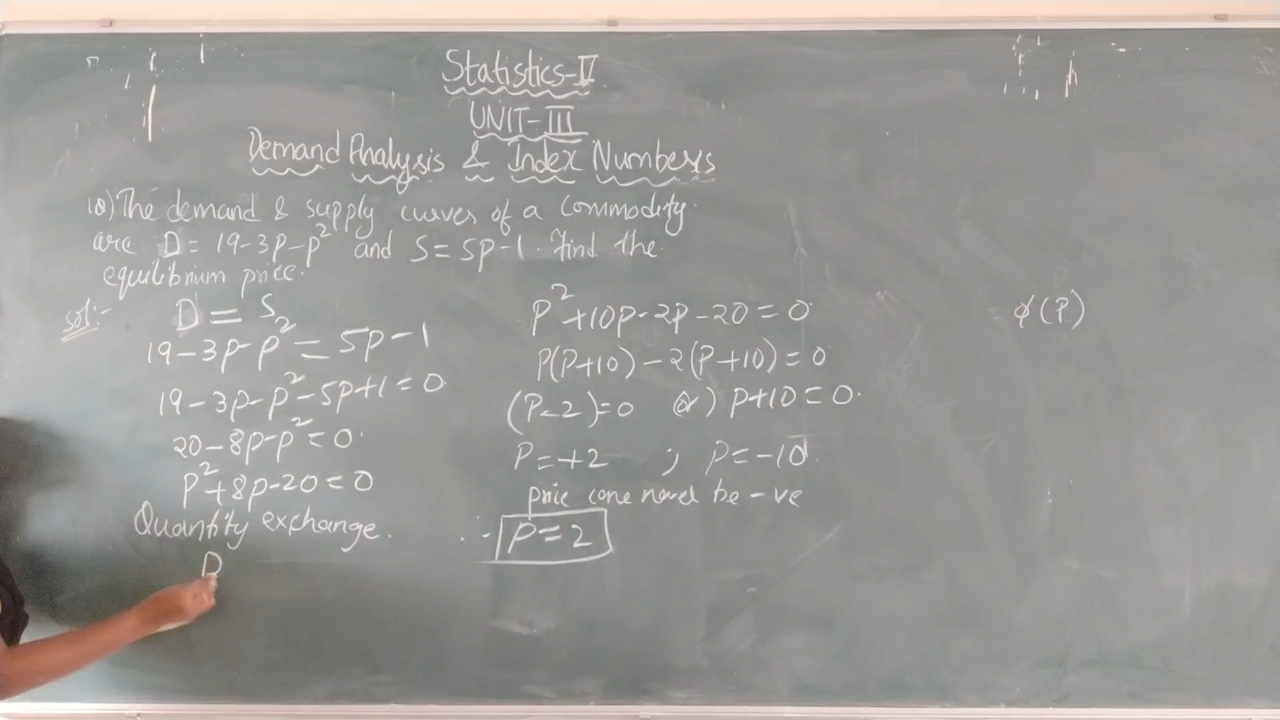 Statistics-IV
UNIT-III
Demand Analysis & Index Numbers
10) The demand & supply curves of a commodity
are D = 19-3p-p² and S = 5p-1. Find the
equilibrium price.
Sol:-
D = S
19-3p-p² = 5p-1
19-3p-p²-5p+1 = 0
20-8p-p² = 0
p²+8p-20 = 0
Quantity exchange.
D
p²+10p-2p-20 = 0
P(P+10)-2(P+10) = 0
(P-2) = 0 (or) P+10 = 0
P = +2 ; P = -10
price be -ve
∴ P = 2
φ(P)